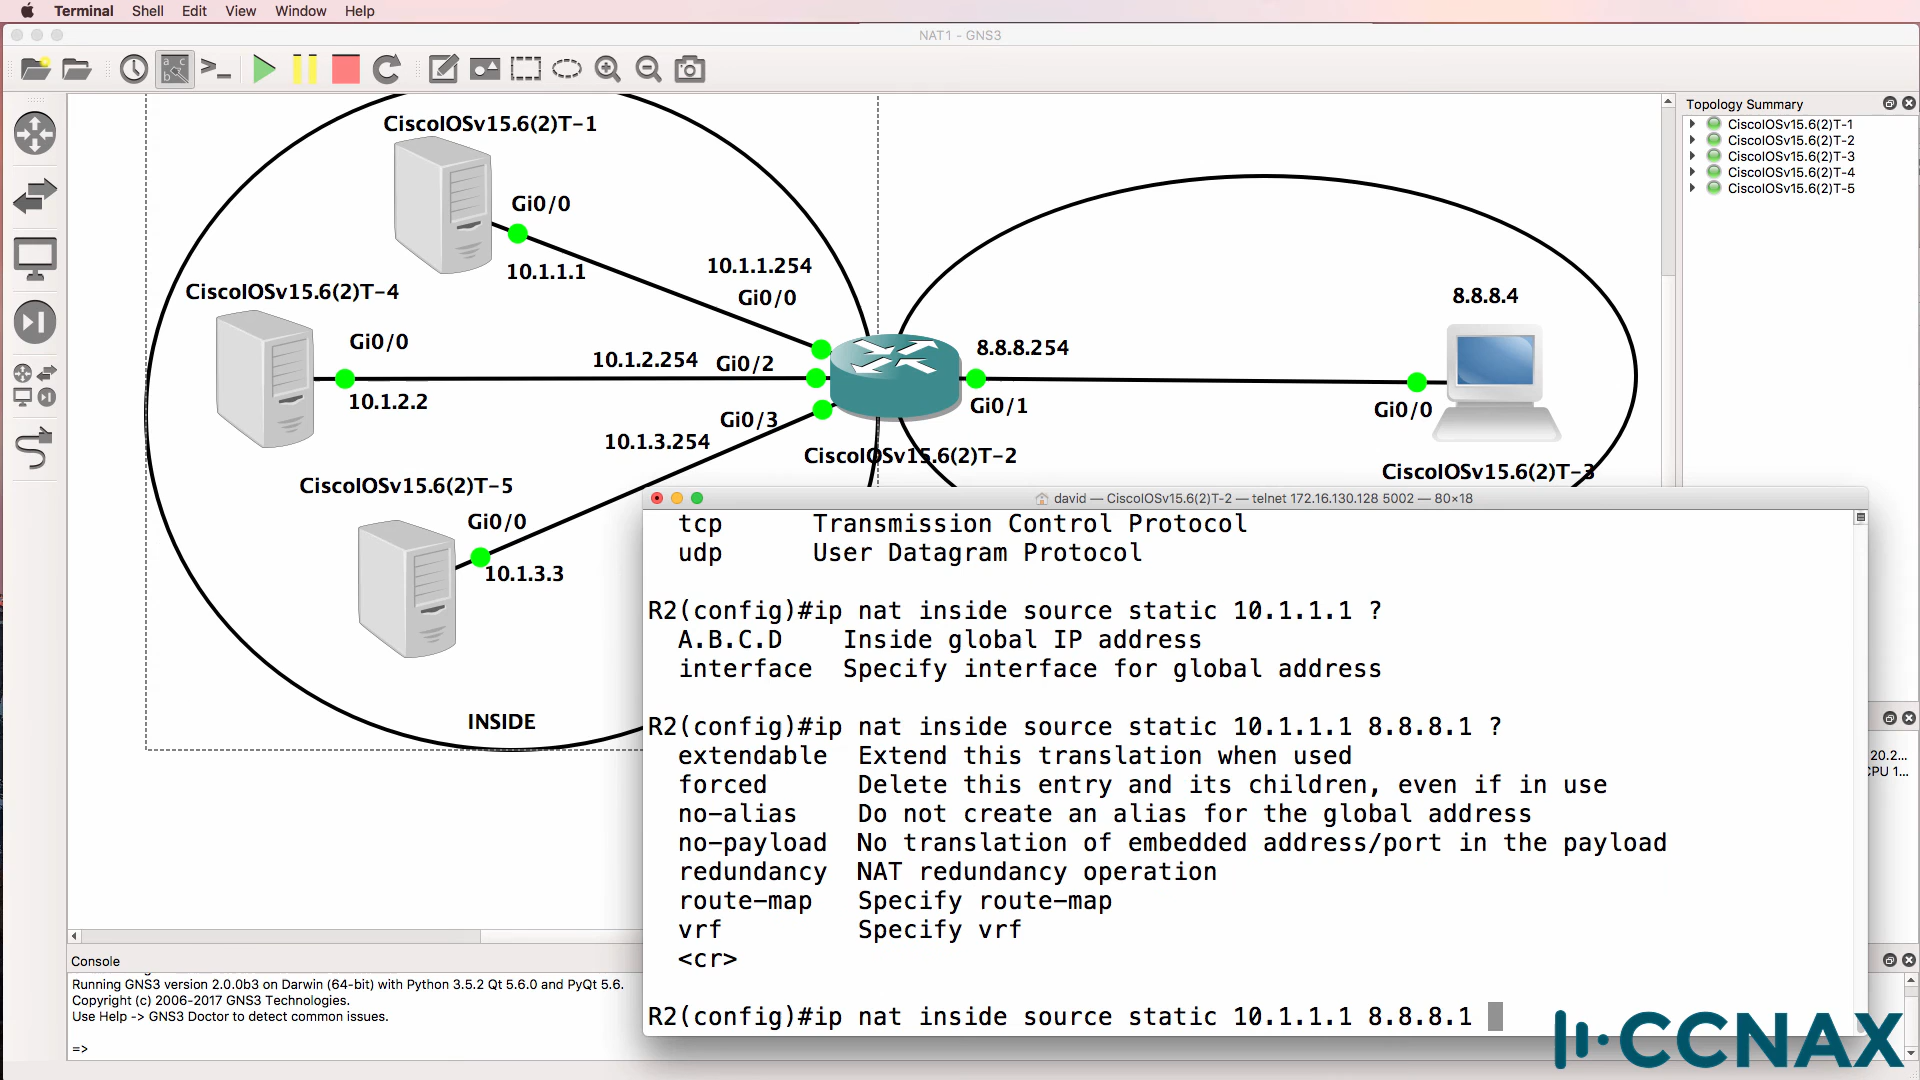 Terminal Shell Edit View Window Help
NAT1 - GNS3
Topology Summary
CiscoIOSv15.6(2)T-1
CiscoIOSv15.6(2)T-2
CiscoIOSv15.6(2)T-3
CiscoIOSv15.6(2)T-4
CiscoIOSv15.6(2)T-5
CiscoIOSv15.6(2)T-1
Gi0/0
10.1.1.1
10.1.1.254
Gi0/0
CiscoIOSv15.6(2)T-4
Gi0/0
10.1.2.2
10.1.2.254
Gi0/2
8.8.8.254
Gi0/1
8.8.8.4
Gi0/0
CiscoIOSv15.6(2)T-3
Gi0/3
10.1.3.254
CiscoIOSv15.6(2)T-2
CiscoIOSv15.6(2)T-5
Gi0/0
10.1.3.3
INSIDE
david — CiscoIOSv15.6(2)T-2 — telnet 172.16.130.128 5002 — 80×18
tcp Transmission Control Protocol
udp User Datagram Protocol
R2(config)#ip nat inside source static 10.1.1.1 ?
A.B.C.D Inside global IP address
interface Specify interface for global address
R2(config)#ip nat inside source static 10.1.1.1 8.8.8.1 ?
extendable Extend this translation when used
forced Delete this entry and its children, even if in use
no-alias Do not create an alias for the global address
no-payload No translation of embedded address/port in the payload
redundancy NAT redundancy operation
route-map Specify route-map
vrf Specify vrf
<cr>
R2(config)#ip nat inside source static 10.1.1.1 8.8.8.1
20.2...
CPU 1...
Console
Running GNS3 version 2.0.0b3 on Darwin (64-bit) with Python 3.5.2 Qt 5.6.0 and PyQt 5.6.
Copyright (c) 2006-2017 GNS3 Technologies.
Use Help -> GNS3 Doctor to detect common issues.
=>
CCNAX